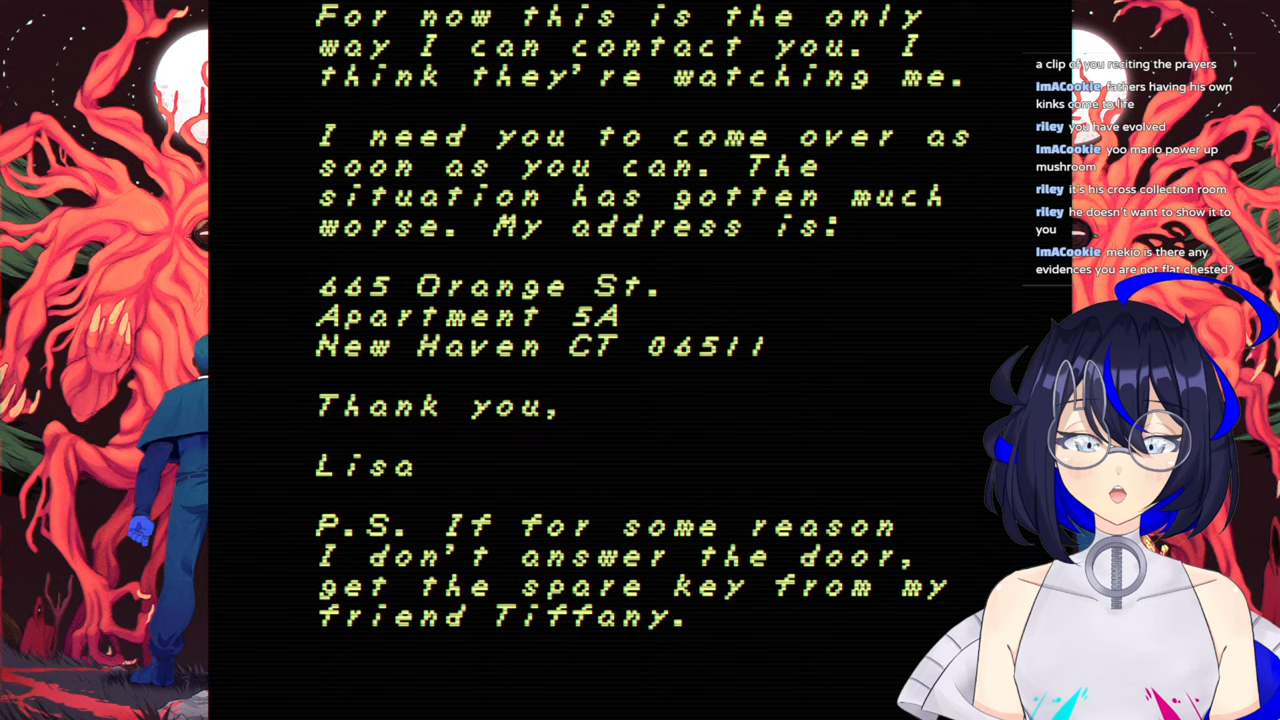 For now this is the only
way I can contact you. I
think they're watching me.
I need you to come over as
soon as you can. The
situation has gotten much
worse. My address is:
665 Orange St.
Apartment 5A
New Haven CT 06511
Thank you,
Lisa
P.S. If for some reason
I don't answer the door,
get the spare key from my
friend Tiffany.
a clip of you reciting the prayers
ImACookie fathers having his own
kinks come to life
riley you have evolved
ImACookie yoo mario power up
mushroom
riley it's his cross collection room
riley he doesn't want to show it to
you
ImACookie mekio is there any
evidences you are not flat chested?